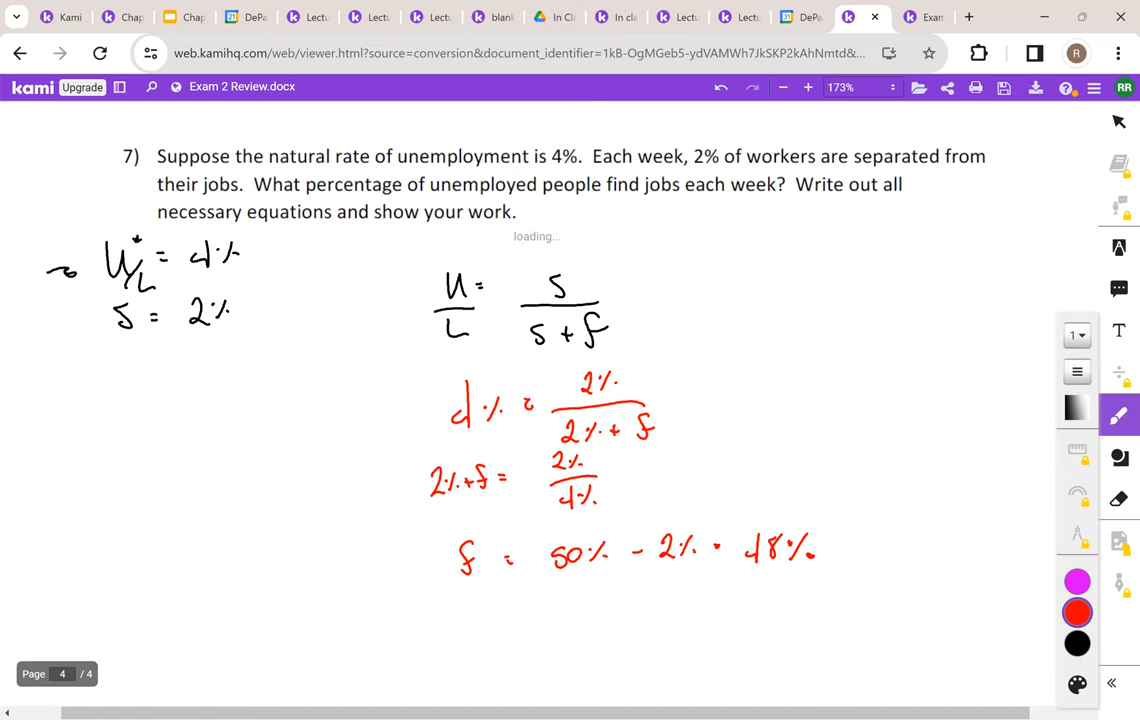 Kami
Chap
Chap
DePa
Lectu
Lectu
Lectu
blank
In Cla
In cla
Lectu
Lectu
DePa
Exam
web.kamihq.com/web/viewer.html?source=conversion&document_identifier=1kB-OgMGeb5-ydVAMWh7JkSKP2kAhNmtd&...
R
kami Upgrade Exam 2 Review.docx 173% RR
7) Suppose the natural rate of unemployment is 4%. Each week, 2% of workers are separated from
their jobs. What percentage of unemployed people find jobs each week? Write out all
necessary equations and show your work.
loading...
U*/L = 4%
S = 2%
U/L = S/(S + f)
4% = 2%/(2% + f)
2% + f = 2%/4%
f = 50% - 2% = 48%
1
T
Page 4 / 4